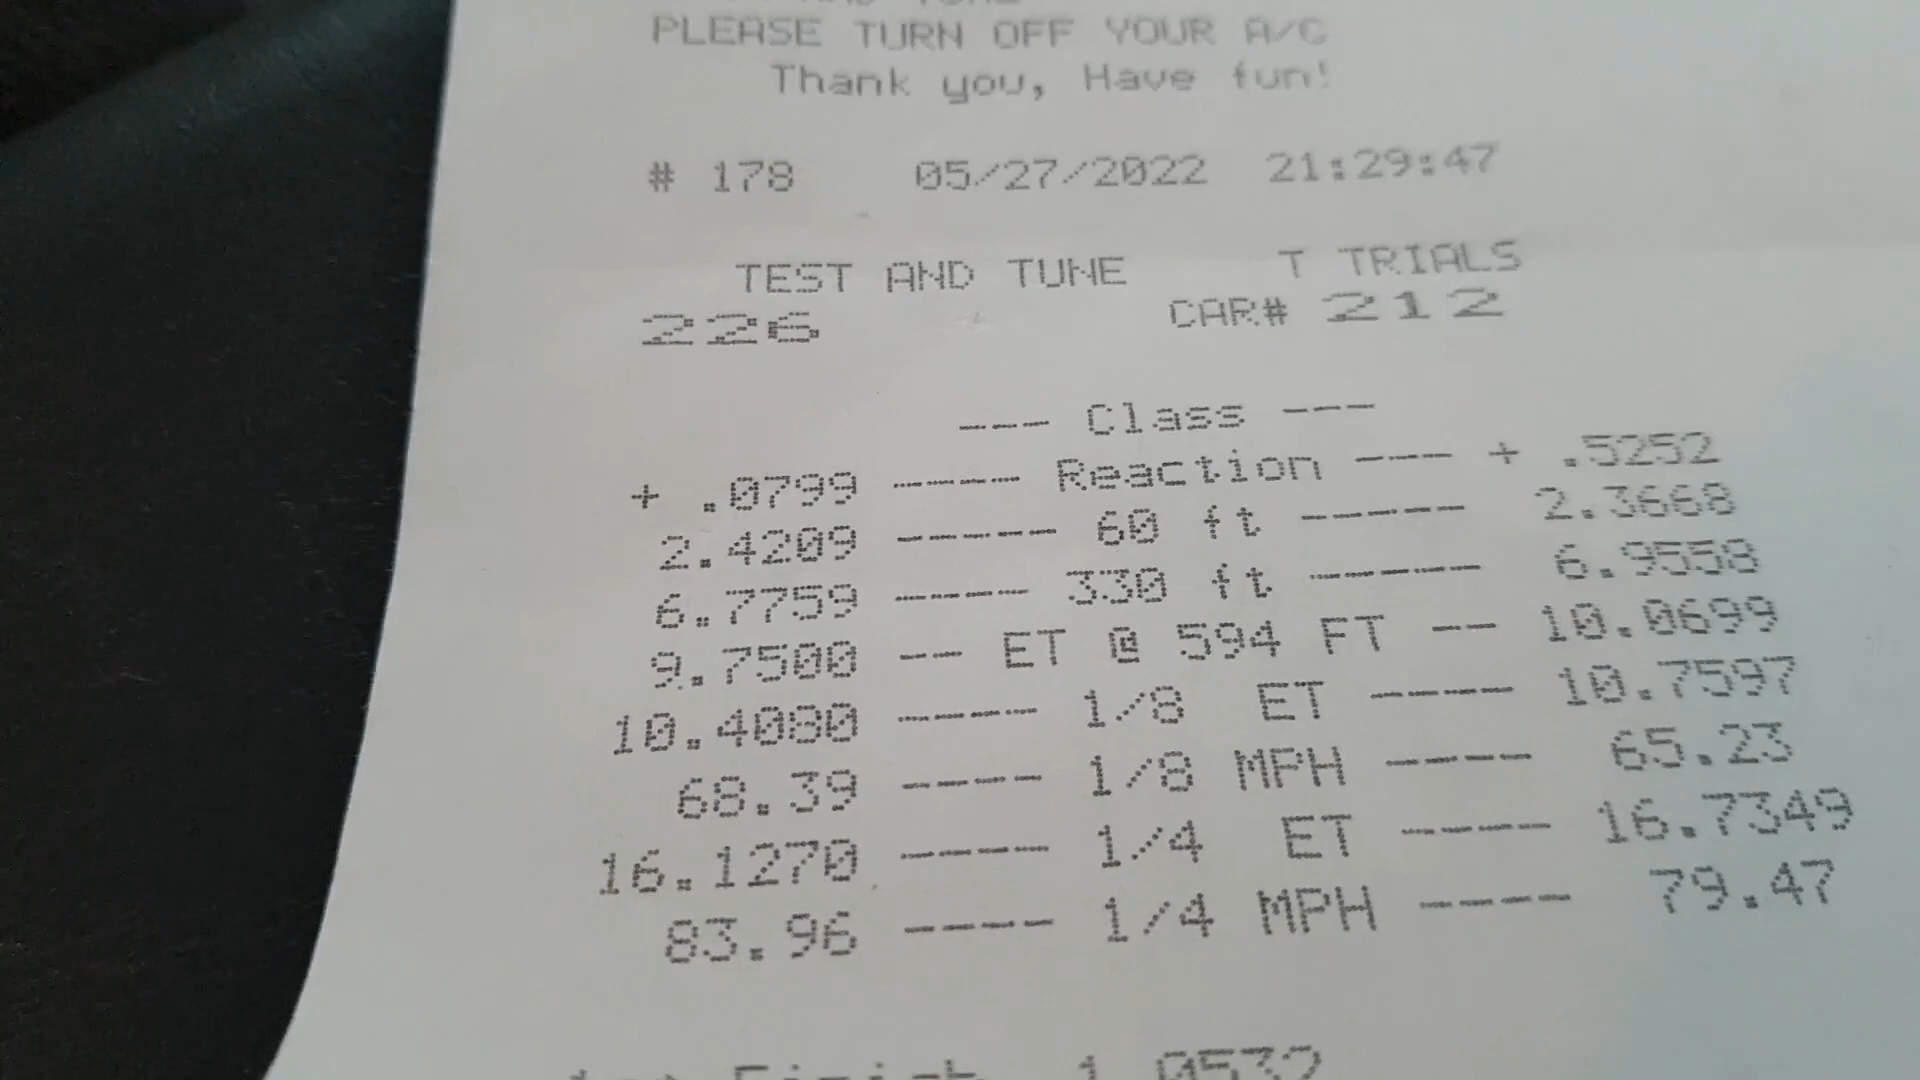 PLEASE TURN OFF YOUR A/C
Thank you, Have fun!
# 178 05/27/2022 21:29:47
TEST AND TUNE T TRIALS
226 CAR# 212
--- Class ---
+ .0799 ---- Reaction --- + .5252
2.4209 ----- 60 ft ----- 2.3668
6.7759 ---- 330 ft ----- 6.9558
9.7500 -- ET @ 594 FT -- 10.0699
10.4080 ---- 1/8 ET ---- 10.7597
68.39 ---- 1/8 MPH ---- 65.23
16.1270 ---- 1/4 ET ---- 16.7349
83.96 ---- 1/4 MPH ---- 79.47
1.0532